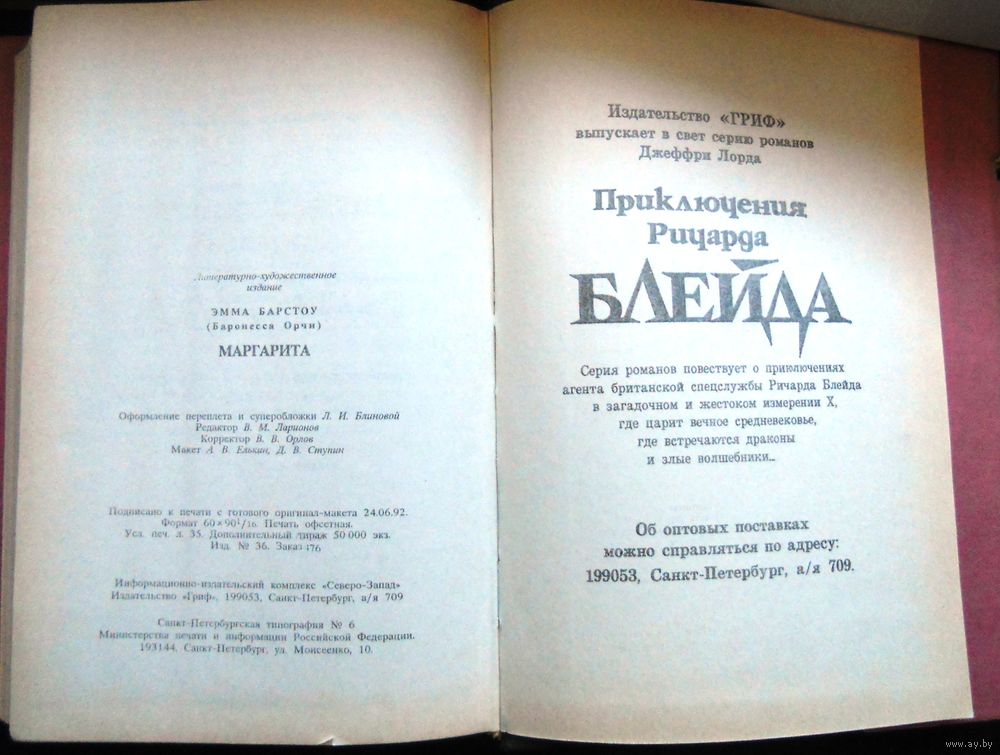 Литературно-художественное
издание
ЭММА БАРСТОУ
(Баронесса Орчи)
МАРГАРИТА
Оформление переплета и суперобложки Л. И. Блиновой
Редактор В. М. Ларионов
Корректор В. В. Орлов
Макет А. В. Елькин, Д. В. Ступин
Подписано к печати с готового оригинал-макета 24.06.92.
Формат 60×90¹/16. Печать офсетная.
Усл. печ. л. 35. Дополнительный тираж 50 000 экз.
Изд. № 36. Заказ 176
Информационно-издательский комплекс «Северо-Запад»
Издательство «Гриф», 199053, Санкт-Петербург, а/я 709
Санкт-Петербургская типография № 6
Министерства печати и информации Российской Федерации.
193144, Санкт-Петербург, ул. Моисеенко, 10.
Издательство «ГРИФ»
выпускает в свет серию романов
Джеффри Лорда
Приключения
Ричарда
БЛЕЙДА
Серия романов повествует о приключениях
агента британской спецслужбы Ричарда Блейда
в загадочном и жестоком измерении X,
где царит вечное средневековье,
где встречаются драконы
и злые волшебники...
Об оптовых поставках
можно справляться по адресу:
199053, Санкт-Петербург, а/я 709.
www.ay.by